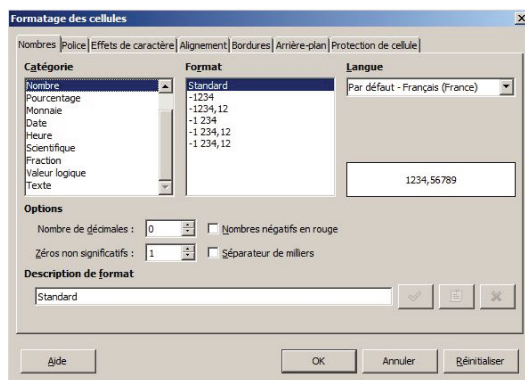 Formatage des cellules
Nombres Police Effets de caractère Alignement Bordures Arrière-plan Protection de cellule
Catégorie
Nombre
Pourcentage
Monnaie
Date
Heure
Scientifique
Fraction
Valeur logique
Texte
Format
Standard
-1234
-1234,12
-1 234
-1 234,12
-1 234,12
Langue
Par défaut - Français (France)
1234,56789
Options
Nombre de décimales : 0
Nombres négatifs en rouge
Zéros non significatifs : 1
Séparateur de milliers
Description de format
Standard
Aide OK Annuler Réinitialiser